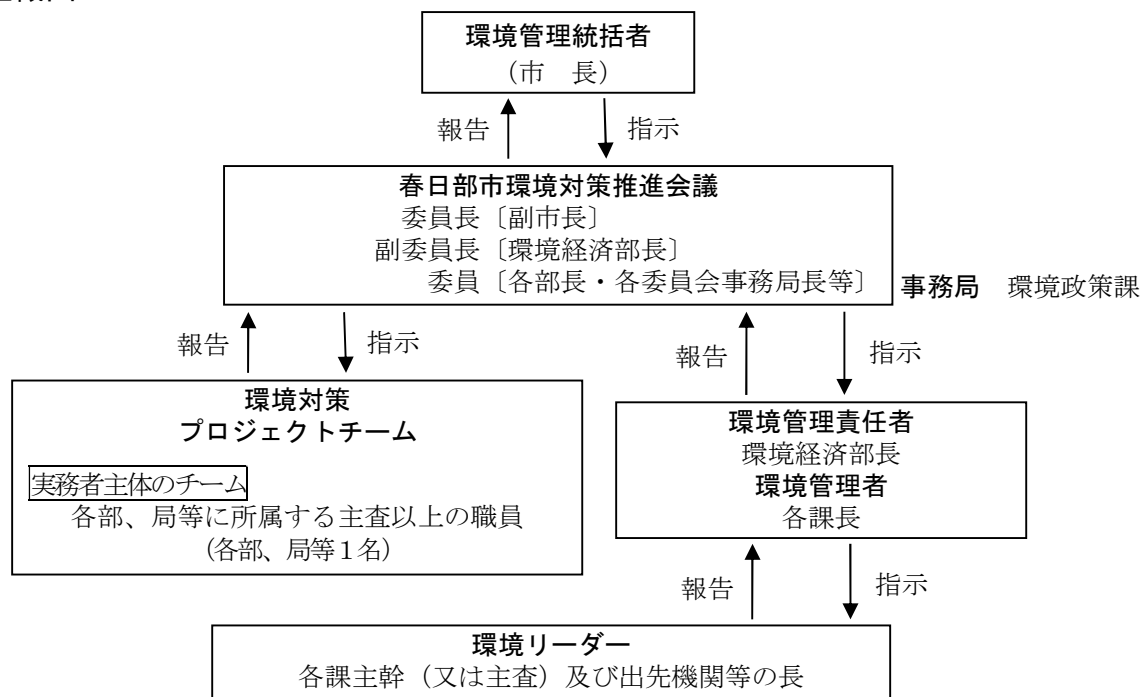 環境管理統括者
（市　長）
報告
指示
春日部市環境対策推進会議
委員長〔副市長〕
副委員長〔環境経済部長〕
委員〔各部長・各委員会事務局長等〕
事務局　環境政策課
報告
指示
報告
指示
環境対策
プロジェクトチーム
実務者主体のチーム
各部、局等に所属する主査以上の職員
（各部、局等１名）
環境管理責任者
環境経済部長
環境管理者
各課長
報告
指示
環境リーダー
各課主幹（又は主査）及び出先機関等の長